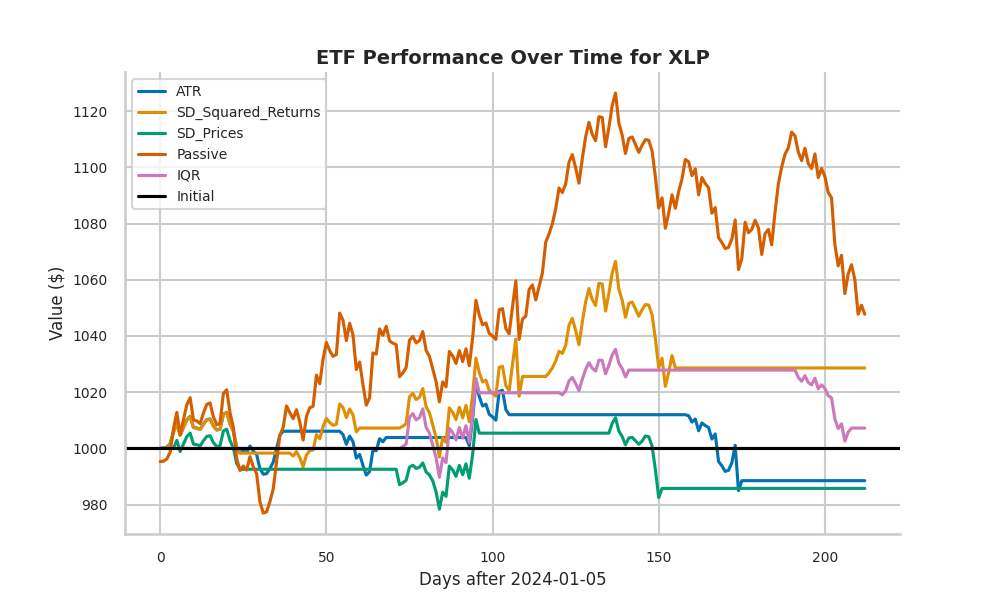 ETF Performance Over Time for XLP
ATR
SD_Squared_Returns
SD_Prices
Passive
IQR
Initial
1120
1100
1080
1060
1040
1020
1000
980
Value ($)
0 50 100 150 200
Days after 2024-01-05